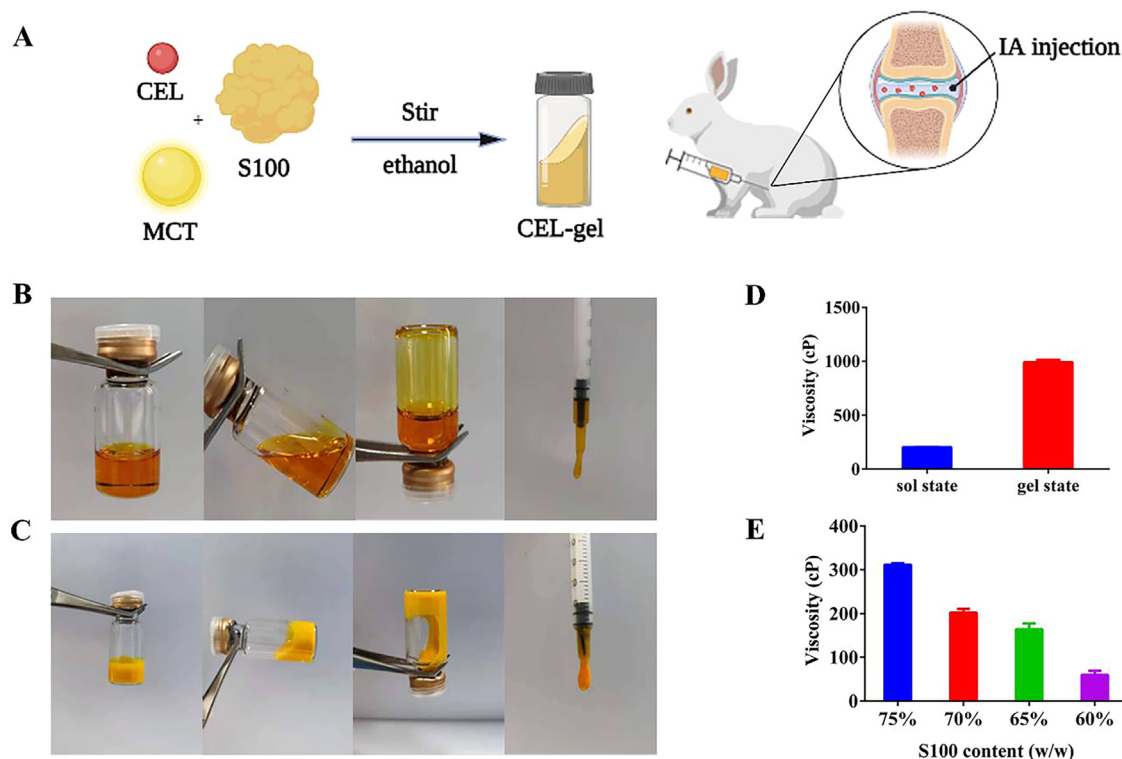 A
CEL
+
S100
MCT
Stir
ethanol
CEL-gel
IA injection
B
C
D
Viscosity (cP)
1500
1000
500
0
sol state
gel state
E
Viscosity (cP)
400
300
200
100
0
75%
70%
65%
60%
S100 content (w/w)